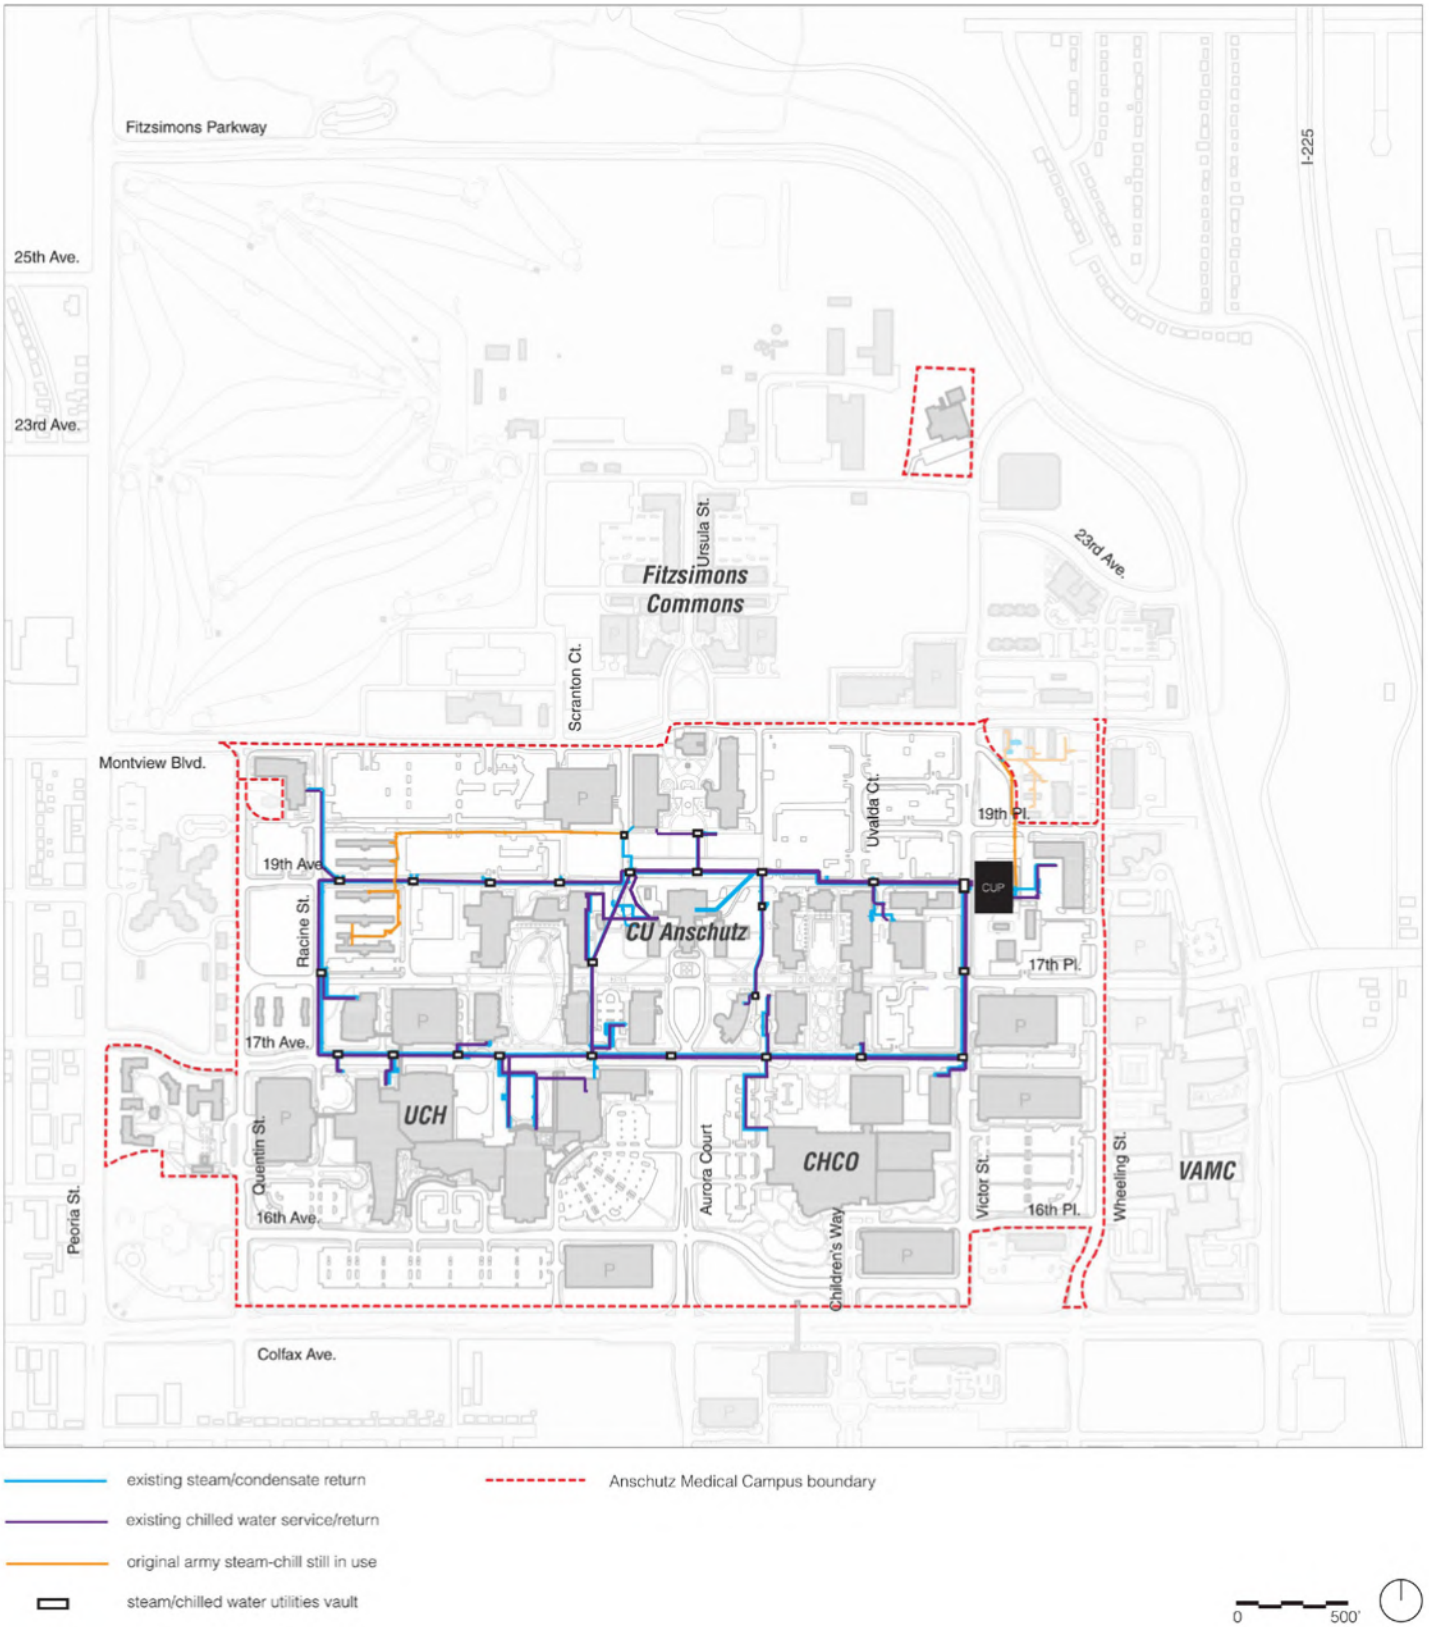 Fitzsimons Parkway
I-225
25th Ave.
23rd Ave.
Ursula St.
23rd Ave.
Fitzsimons
Commons
P
P
Scranton Ct.
P
Montview Blvd.
P
Uvalda Ct.
19th Pl.
19th Ave
CUP
Racine St.
CU Anschutz
P
17th Pl.
P
P
17th Ave.
P
P
UCH
Quentin St.
Aurora Court
CHCO
Victor St.
Wheeling St.
VAMC
Peoria St.
16th Ave.
16th Pl.
Children's Way
P
P
Colfax Ave.
P
existing steam/condensate return
Anschutz Medical Campus boundary
existing chilled water service/return
original army steam-chill still in use
steam/chilled water utilities vault
0
500'